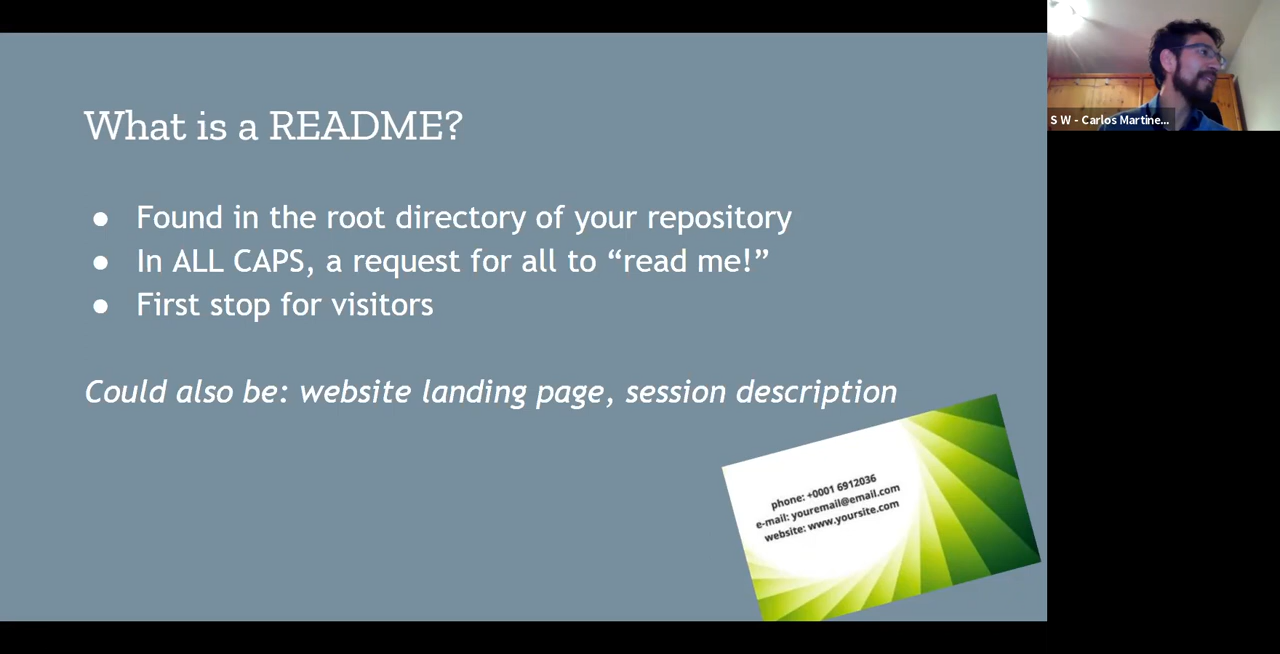 What is a README?
● Found in the root directory of your repository
● In ALL CAPS, a request for all to “read me!”
● First stop for visitors
Could also be: website landing page, session description
phone: +0001 6912036
e-mail: youremail@email.com
website: www.yoursite.com
S W - Carlos Martine...